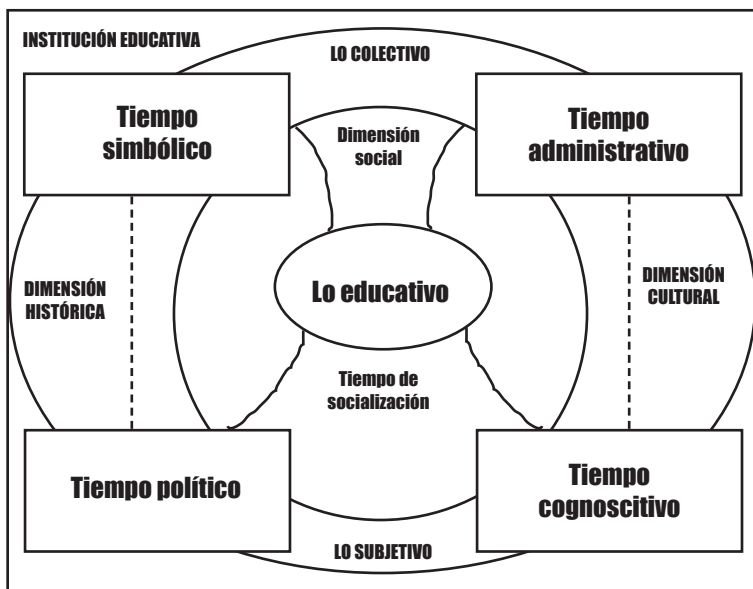 INSTITUCIÓN EDUCATIVA
LO COLECTIVO
Tiempo
simbólico
Dimensión
social
Tiempo
administrativo
DIMENSIÓN
HISTÓRICA
Lo educativo
DIMENSIÓN
CULTURAL
Tiempo de
socialización
Tiempo político
Tiempo
cognoscitivo
LO SUBJETIVO